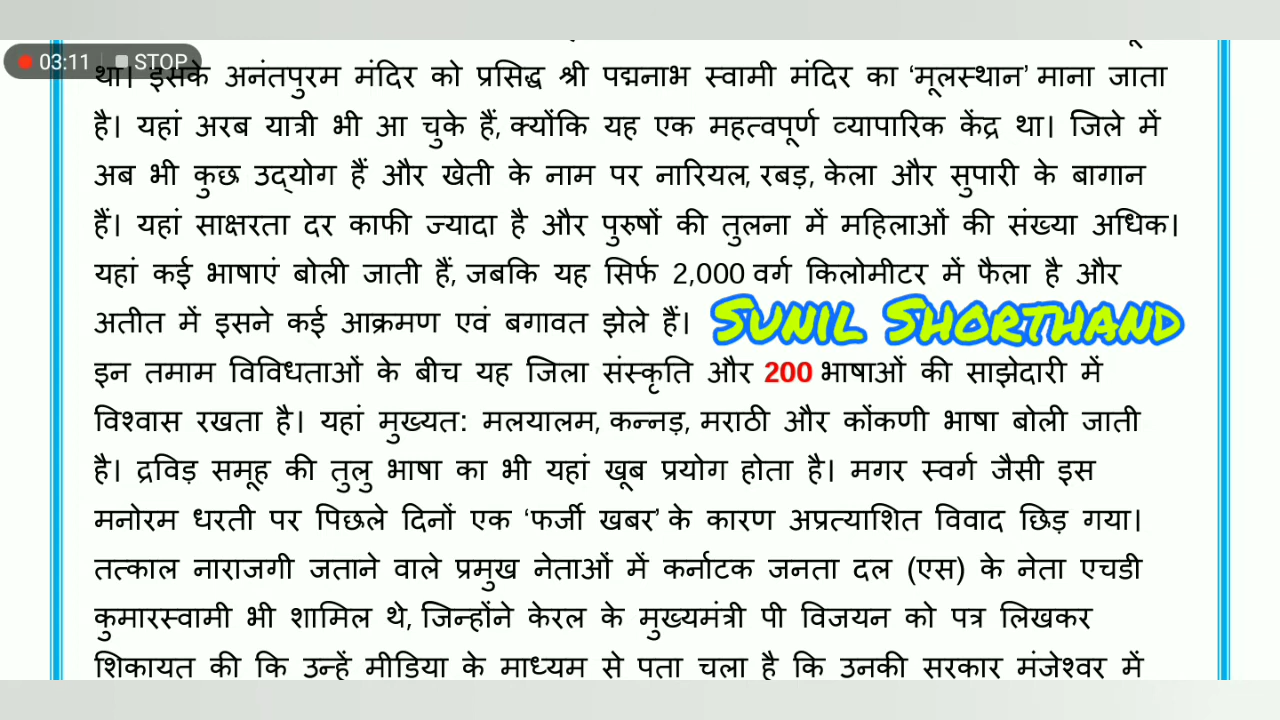 03:11 STOP
था। इसके अनंतपुरम मंदिर को प्रसिद्ध श्री पद्मनाभ स्वामी मंदिर का ‘मूलस्थान’ माना जाता
है। यहां अरब यात्री भी आ चुके हैं, क्योंकि यह एक महत्वपूर्ण व्यापारिक केंद्र था। जिले में
अब भी कुछ उद्योग हैं और खेती के नाम पर नारियल, रबड़, केला और सुपारी के बागान
हैं। यहां साक्षरता दर काफी ज्यादा है और पुरुषों की तुलना में महिलाओं की संख्या अधिक।
यहां कई भाषाएं बोली जाती हैं, जबकि यह सिर्फ 2,000 वर्ग किलोमीटर में फैला है और
अतीत में इसने कई आक्रमण एवं बगावत झेले हैं। SUNIL SHORTHAND
इन तमाम विविधताओं के बीच यह जिला संस्कृति और 200 भाषाओं की साझेदारी में
विश्वास रखता है। यहां मुख्यत: मलयालम, कन्नड़, मराठी और कोंकणी भाषा बोली जाती
है। द्रविड़ समूह की तुलु भाषा का भी यहां खूब प्रयोग होता है। मगर स्वर्ग जैसी इस
मनोरम धरती पर पिछले दिनों एक ‘फर्जी खबर’ के कारण अप्रत्याशित विवाद छिड़ गया।
तत्काल नाराजगी जताने वाले प्रमुख नेताओं में कर्नाटक जनता दल (एस) के नेता एचडी
कुमारस्वामी भी शामिल थे, जिन्होंने केरल के मुख्यमंत्री पी विजयन को पत्र लिखकर
शिकायत की कि उन्हें मीडिया के माध्यम से पता चला है कि उनकी सरकार मंजेश्वर में